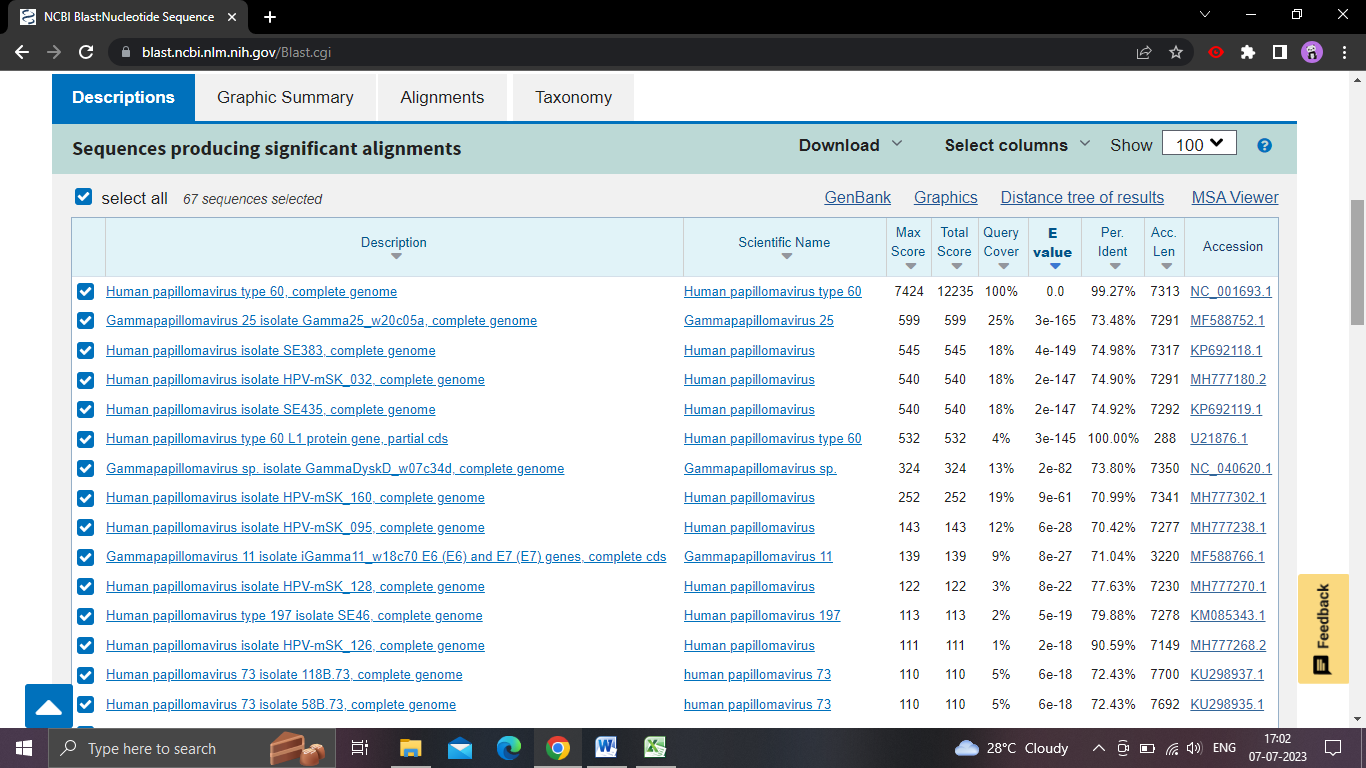 NCBI Blast:Nucleotide Sequence
blast.ncbi.nlm.nih.gov/Blast.cgi
Descriptions Graphic Summary Alignments Taxonomy
Sequences producing significant alignments Download Select columns Show 100 ?
select all 67 sequences selected GenBank Graphics Distance tree of results MSA Viewer
Description Scientific Name Max Score Total Score Query Cover E value Per. Ident Acc. Len Accession
Human papillomavirus type 60, complete genome Human papillomavirus type 60 7424 12235 100% 0.0 99.27% 7313 NC_001693.1
Gammapapillomavirus 25 isolate Gamma25_w20c05a, complete genome Gammapapillomavirus 25 599 599 25% 3e-165 73.48% 7291 MF588752.1
Human papillomavirus isolate SE383, complete genome Human papillomavirus 545 545 18% 4e-149 74.98% 7317 KP692118.1
Human papillomavirus isolate HPV-mSK_032, complete genome Human papillomavirus 540 540 18% 2e-147 74.90% 7291 MH777180.2
Human papillomavirus isolate SE435, complete genome Human papillomavirus 540 540 18% 2e-147 74.92% 7292 KP692119.1
Human papillomavirus type 60 L1 protein gene, partial cds Human papillomavirus type 60 532 532 4% 3e-145 100.00% 288 U21876.1
Gammapapillomavirus sp. isolate GammaDyskD_w07c34d, complete genome Gammapapillomavirus sp. 324 324 13% 2e-82 73.80% 7350 NC_040620.1
Human papillomavirus isolate HPV-mSK_160, complete genome Human papillomavirus 252 252 19% 9e-61 70.99% 7341 MH777302.1
Human papillomavirus isolate HPV-mSK_095, complete genome Human papillomavirus 143 143 12% 6e-28 70.42% 7277 MH777238.1
Gammapapillomavirus 11 isolate iGamma11_w18c70 E6 (E6) and E7 (E7) genes, complete cds Gammapapillomavirus 11 139 139 9% 8e-27 71.04% 3220 MF588766.1
Human papillomavirus isolate HPV-mSK_128, complete genome Human papillomavirus 122 122 3% 8e-22 77.63% 7230 MH777270.1
Human papillomavirus type 197 isolate SE46, complete genome Human papillomavirus 197 113 113 2% 5e-19 79.88% 7278 KM085343.1
Human papillomavirus isolate HPV-mSK_126, complete genome Human papillomavirus 111 111 1% 2e-18 90.59% 7149 MH777268.2
Human papillomavirus 73 isolate 118B.73, complete genome human papillomavirus 73 110 110 5% 6e-18 72.43% 7700 KU298937.1
Human papillomavirus 73 isolate 58B.73, complete genome human papillomavirus 73 110 110 5% 6e-18 72.43% 7692 KU298935.1
Feedback
Type here to search 28°C Cloudy ENG 17:02
07-07-2023